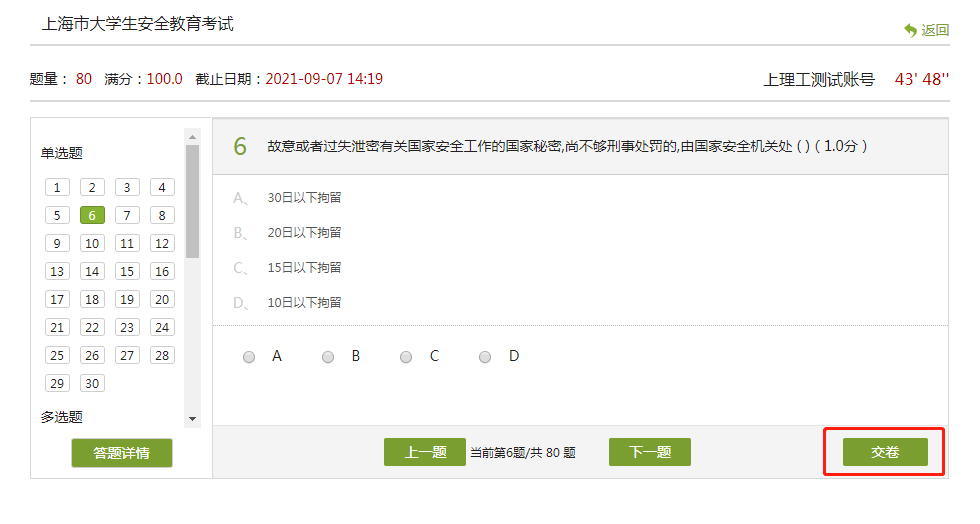 上海市大学生安全教育考试
返回
题量： 80 满分：100.0 截止日期：2021-09-07 14:19
上理工测试账号 43' 48''
单选题
1 2 3 4
5 6 7 8
9 10 11 12
13 14 15 16
17 18 19 20
21 22 23 24
25 26 27 28
29 30
多选题
答题详情
6 故意或者过失泄密有关国家安全工作的国家秘密,尚不够刑事处罚的,由国家安全机关处 ( ) ( 1.0分 )
A、 30日以下拘留
B、 20日以下拘留
C、 15日以下拘留
D、 10日以下拘留
A B C D
上一题 当前第6题/共 80 题 下一题 交卷